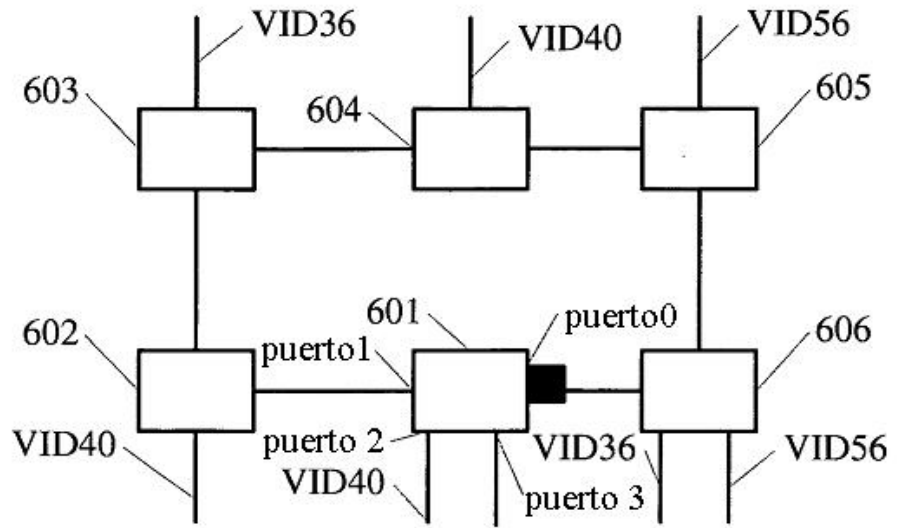 VID36
VID40
VID56
603
604
605
602
601
puerto0
606
puerto1
VID40
puerto 2
VID36
VID56
VID40
puerto 3